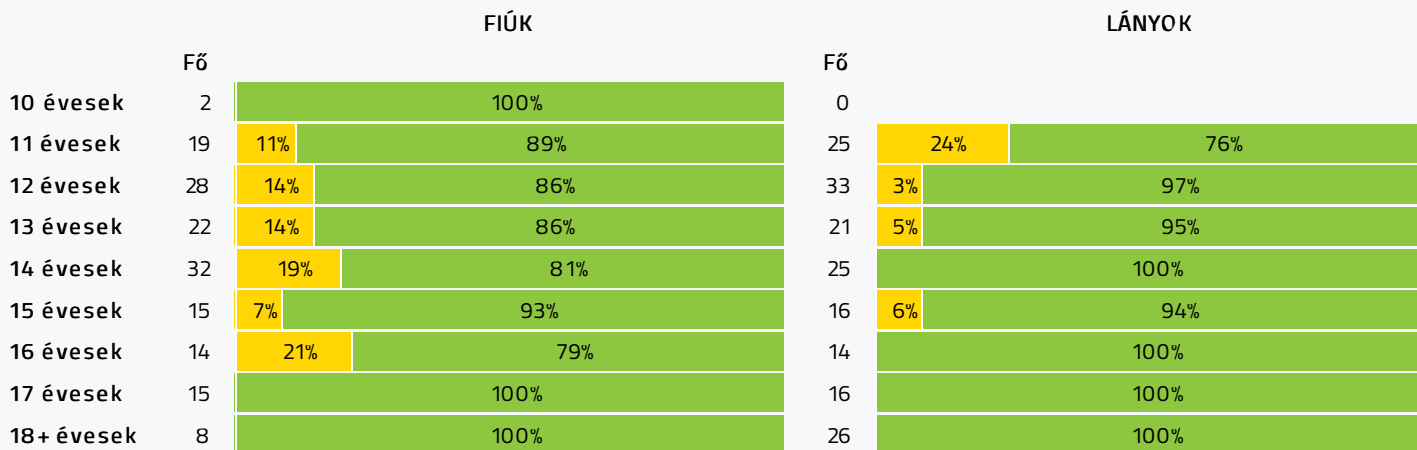 FIÚK LÁNYOK
Fő Fő
10 évesek 2 100% 0
11 évesek 19 11% 89% 25 24% 76%
12 évesek 28 14% 86% 33 3% 97%
13 évesek 22 14% 86% 21 5% 95%
14 évesek 32 19% 81% 25 100%
15 évesek 15 7% 93% 16 6% 94%
16 évesek 14 21% 79% 14 100%
17 évesek 15 100% 16 100%
18+ évesek 8 100% 26 100%